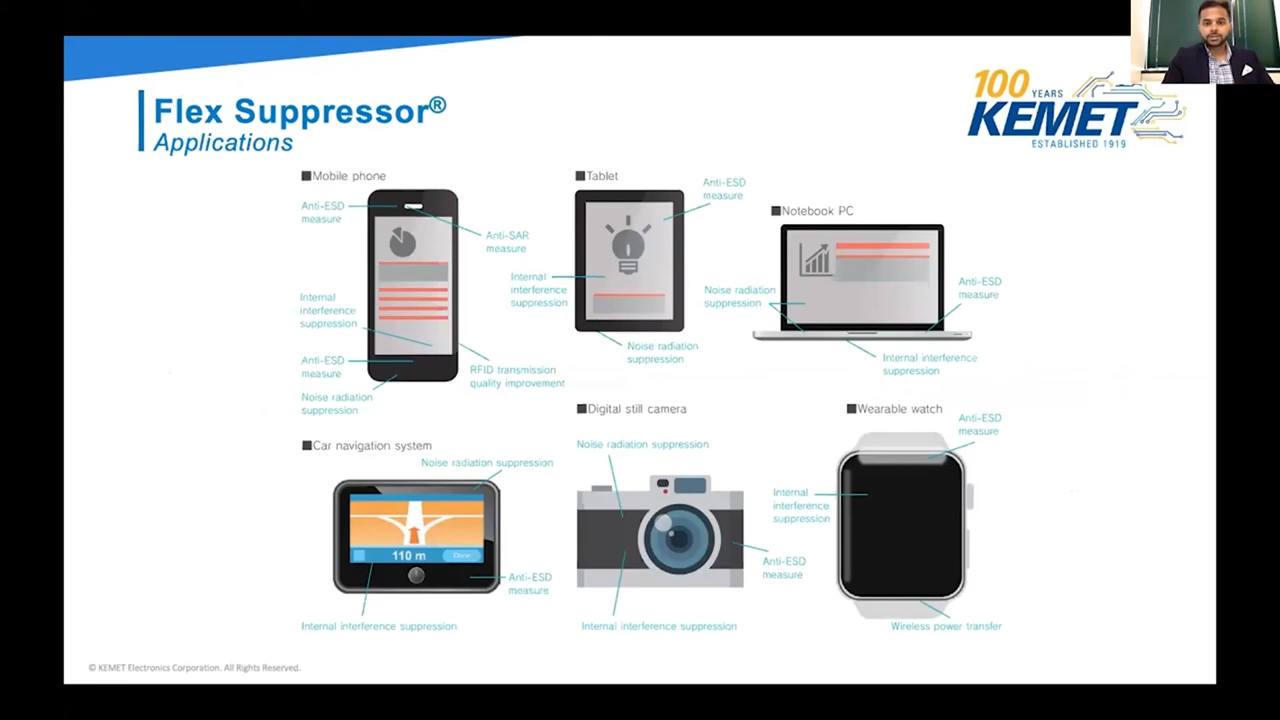 Flex Suppressor®
Applications
100
YEARS
KEMET
ESTABLISHED 1919
Mobile phone
Anti-ESD
measure
Anti-SAR
measure
Internal
interference
suppression
Anti-ESD
measure
Noise radiation
suppression
RFID transmission
quality improvement
Tablet
Anti-ESD
measure
Internal
interference
suppression
Noise radiation
suppression
Notebook PC
Noise radiation
suppression
Anti-ESD
measure
Internal interference
suppression
Car navigation system
Noise radiation suppression
110 m
Done
Anti-ESD
measure
Internal interference suppression
Digital still camera
Noise radiation suppression
Anti-ESD
measure
Internal interference suppression
Wearable watch
Anti-ESD
measure
Internal
interference
suppression
Wireless power transfer
© KEMET Electronics Corporation. All Rights Reserved.